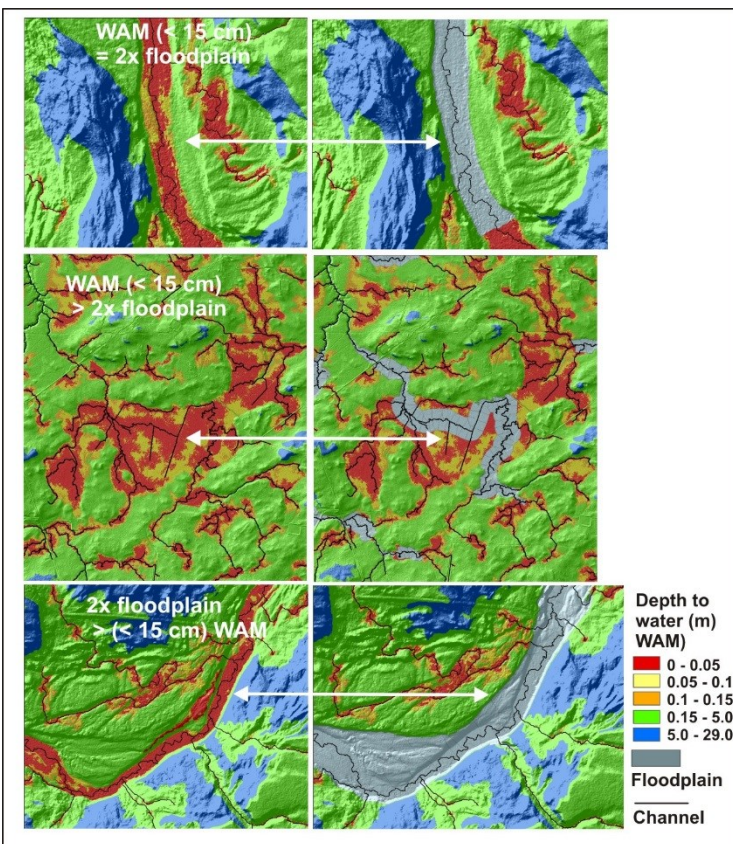 WAM (< 15 cm)
= 2x floodplain
WAM (< 15 cm)
> 2x floodplain
2x floodplain
> (< 15 cm) WAM
Depth to
water (m)
WAM)
0 - 0.05
0.05 - 0.1
0.1 - 0.15
0.15 - 5.0
5.0 - 29.0
Floodplain
Channel